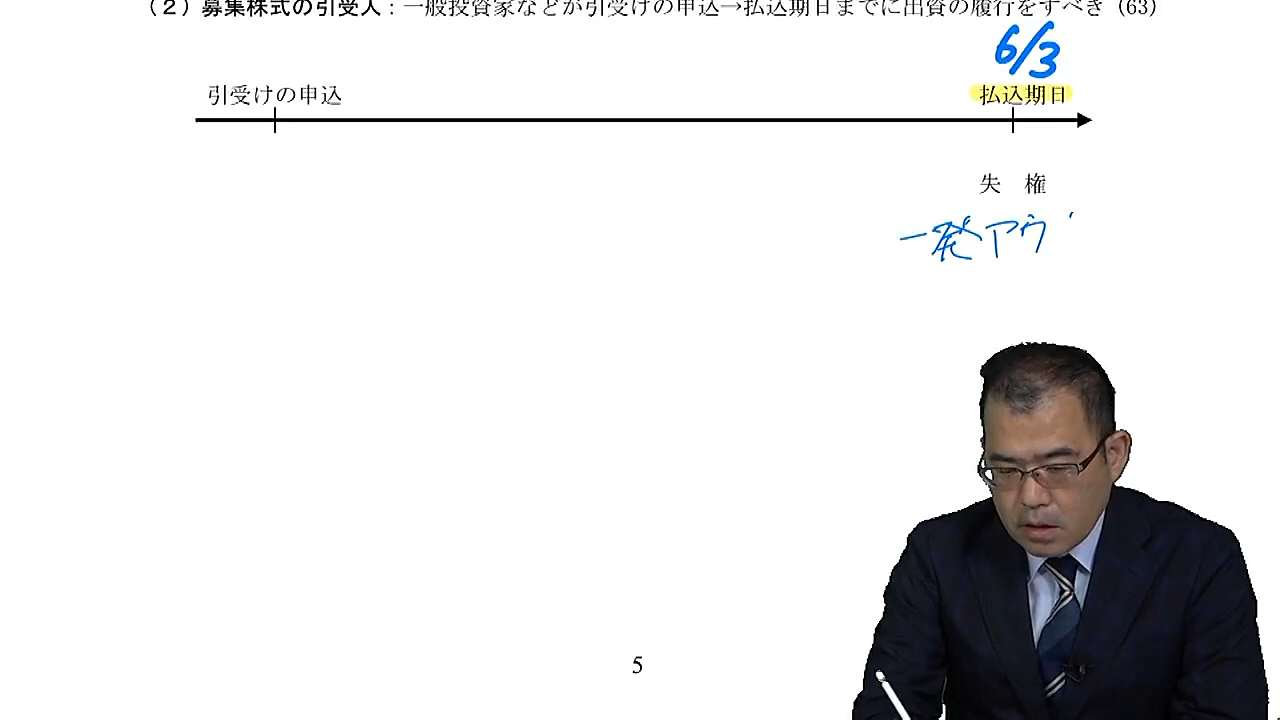 （２）募集株式の引受人：一般投資家などが引受けの申込→払込期日までに出資の履行をすべき（63）
6/3
引受けの申込
払込期日
失　権
一発アウ
5